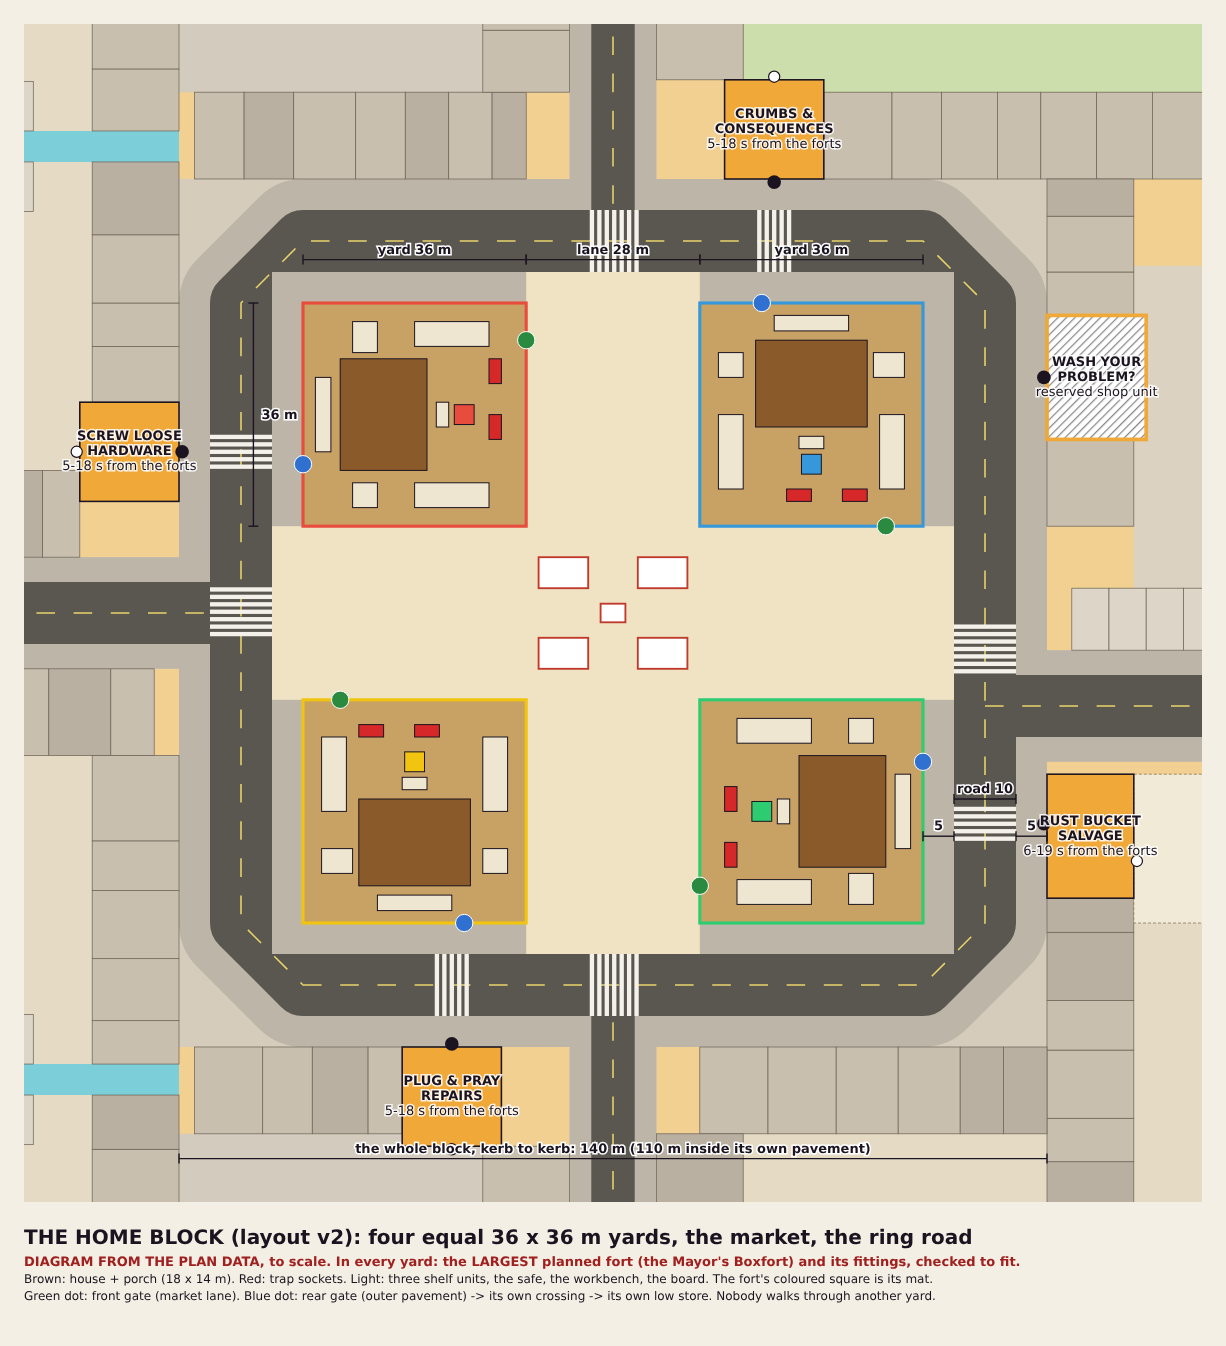 CRUMBS &
CONSEQUENCES
5-18 s from the forts
yard 36 m
lane 28 m
yard 36 m
WASH YOUR
PROBLEM?
reserved shop unit
36 m
SCREW LOOSE
HARDWARE
5-18 s from the forts
road 10
5
5
RUST BUCKET
SALVAGE
6-19 s from the forts
PLUG & PRAY
REPAIRS
5-18 s from the forts
the whole block, kerb to kerb: 140 m (110 m inside its own pavement)
THE HOME BLOCK (layout v2): four equal 36 x 36 m yards, the market, the ring road
DIAGRAM FROM THE PLAN DATA, to scale. In every yard: the LARGEST planned fort (the Mayor's Boxfort) and its fittings, checked to fit.
Brown: house + porch (18 x 14 m). Red: trap sockets. Light: three shelf units, the safe, the workbench, the board. The fort's coloured square is its mat.
Green dot: front gate (market lane). Blue dot: rear gate (outer pavement) -> its own crossing -> its own low store. Nobody walks through another yard.